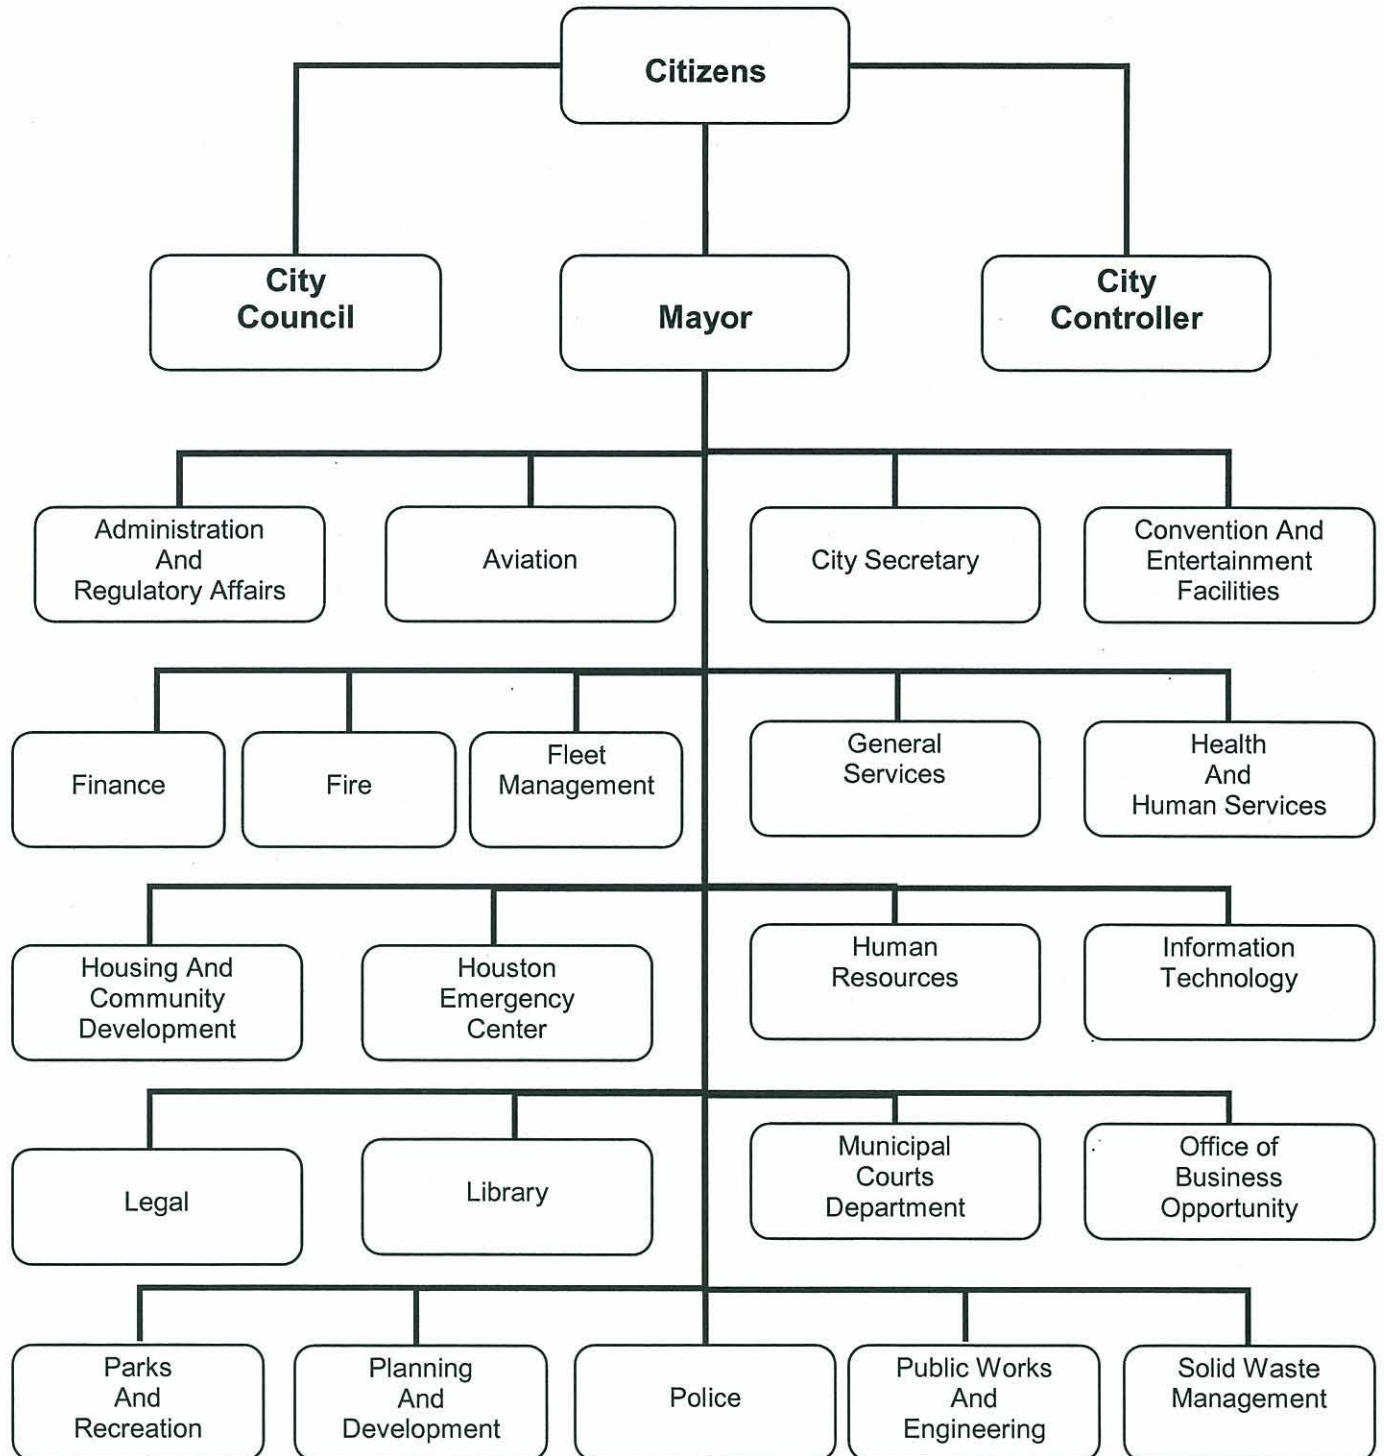 Citizens
City
Council
Mayor
City
Controller
Administration
And
Regulatory Affairs
Aviation
City Secretary
Convention And
Entertainment
Facilities
Finance
Fire
Fleet
Management
General
Services
Health
And
Human Services
Housing And
Community
Development
Houston
Emergency
Center
Human
Resources
Information
Technology
Legal
Library
Municipal
Courts
Department
Office of
Business
Opportunity
Parks
And
Recreation
Planning
And
Development
Police
Public Works
And
Engineering
Solid Waste
Management